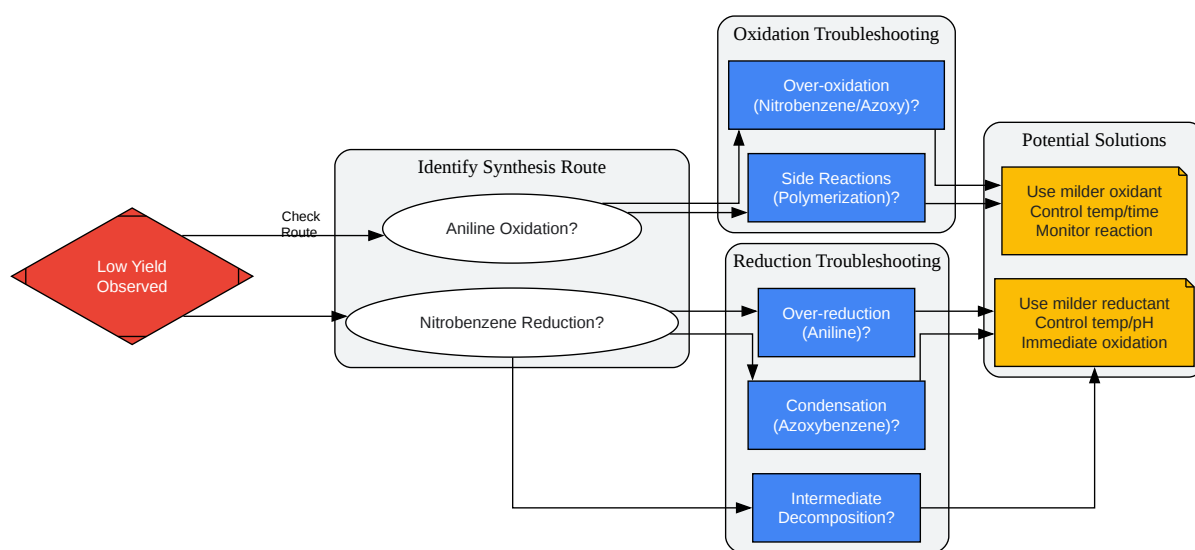 Low Yield
Observed
Check
Route
Identify Synthesis Route
Aniline Oxidation?
Nitrobenzene Reduction?
Oxidation Troubleshooting
Over-oxidation
(Nitrobenzene/Azoxy)?
Side Reactions
(Polymerization)?
Reduction Troubleshooting
Over-reduction
(Aniline)?
Condensation
(Azoxybenzene)?
Intermediate
Decomposition?
Potential Solutions
Use milder oxidant
Control temp/time
Monitor reaction
Use milder reductant
Control temp/pH
Immediate oxidation